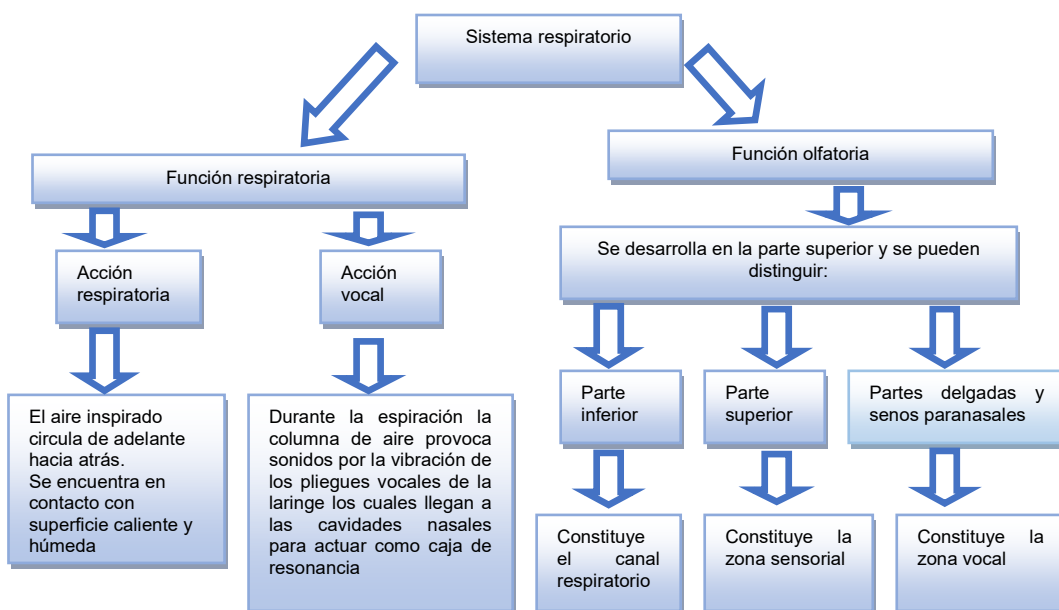 Sistema respiratorio
Función respiratoria
Función olfatoria
Acción
respiratoria
Acción
vocal
Se desarrolla en la parte superior y se pueden
distinguir:
El aire inspirado
circula de adelante
hacia atrás.
Se encuentra en
contacto con
superficie caliente y
húmeda
Durante la espiración la
columna de aire provoca
sonidos por la vibración de
los pliegues vocales de la
laringe los cuales llegan a
las cavidades nasales
para actuar como caja de
resonancia
Parte
inferior
Parte
superior
Partes delgadas y
senos paranasales
Constituye
el canal
respiratorio
Constituye la
zona sensorial
Constituye la
zona vocal